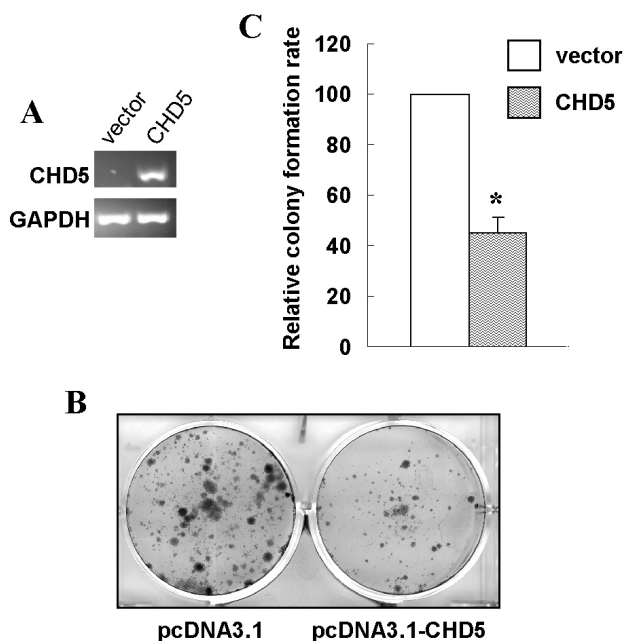 A
vector CHD5
CHD5
GAPDH
C
Relative colony formation rate
120
100
80
60
40
20
0
*
vector
CHD5
B
pcDNA3.1 pcDNA3.1-CHD5